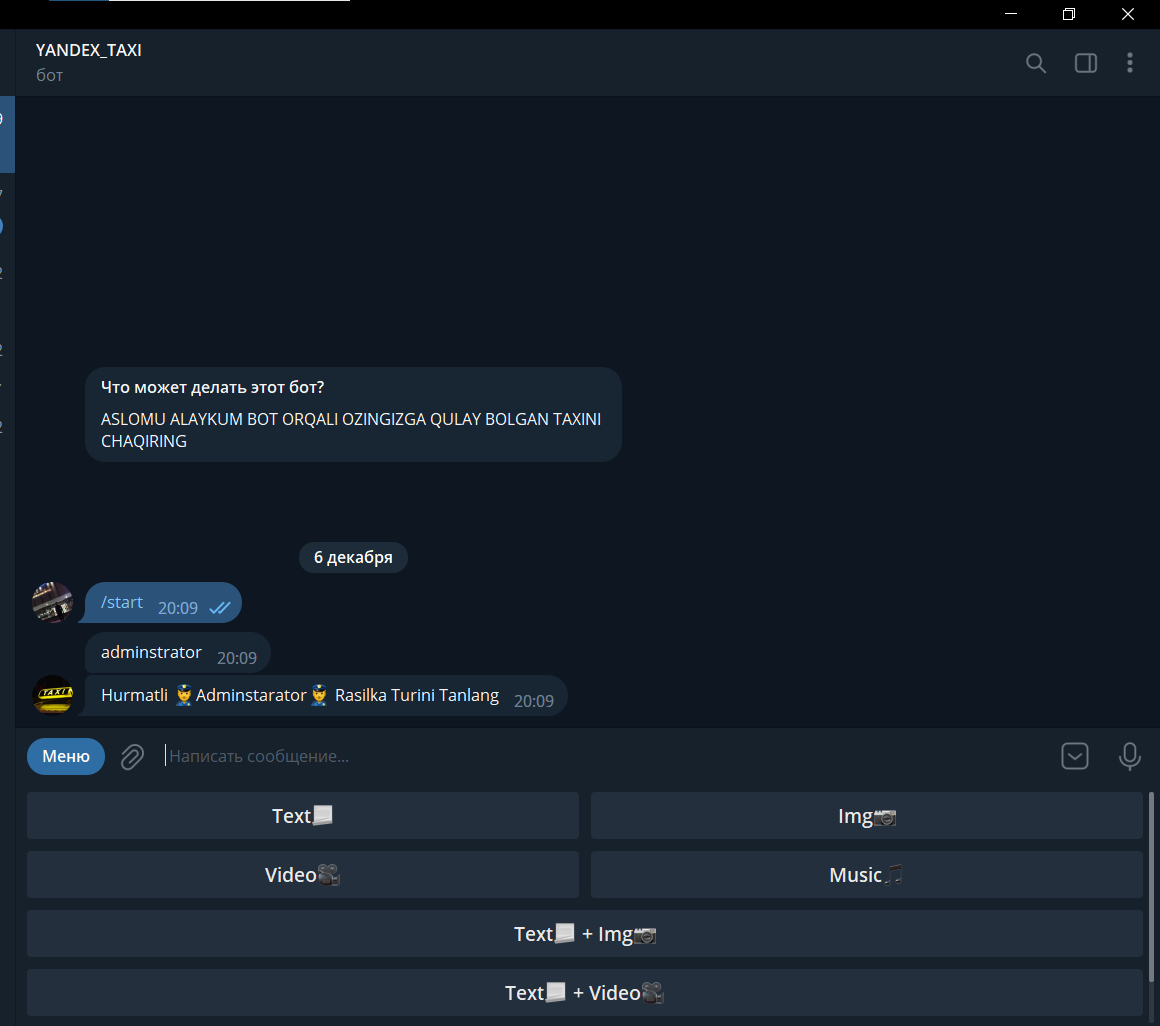 YANDEX_TAXI
бот
Что может делать этот бот?
ASLOMU ALAYKUM BOT ORQALI OZINGIZGA QULAY BOLGAN TAXINI
CHAQIRING
6 декабря
/start 20:09
adminstrator 20:09
TAXI
Hurmatli 👮Adminstarator👮 Rasilka Turini Tanlang 20:09
Меню
Написать сообщение...
Text📃
Img📷
Video🎥
Music🎵
Text📃 + Img📷
Text📃 + Video🎥